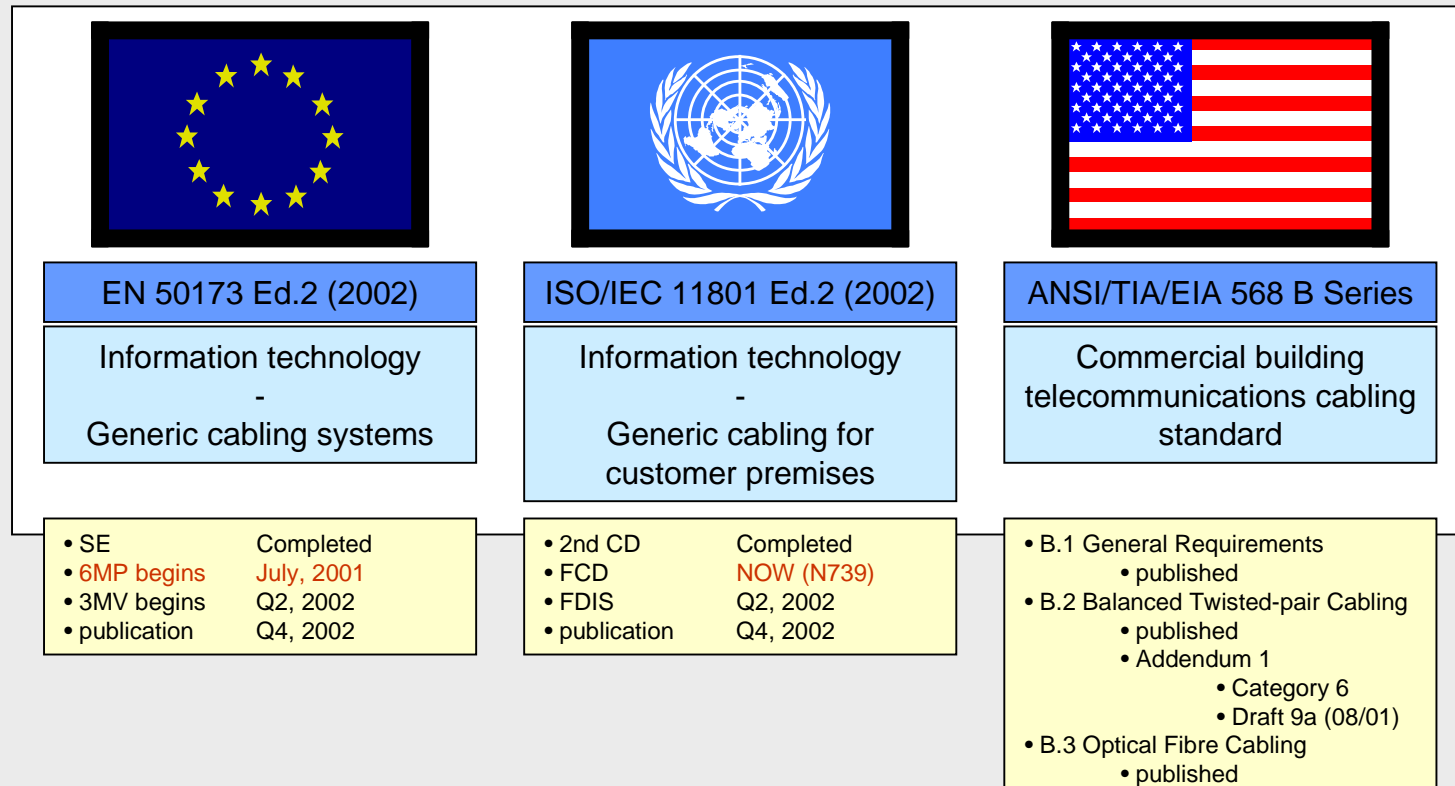 EN 50173 Ed.2 (2002)
Information technology
-
Generic cabling systems
• SE Completed
• 6MP begins July, 2001
• 3MV begins Q2, 2002
• publication Q4, 2002
ISO/IEC 11801 Ed.2 (2002)
Information technology
-
Generic cabling for
customer premises
• 2nd CD Completed
• FCD NOW (N739)
• FDIS Q2, 2002
• publication Q4, 2002
ANSI/TIA/EIA 568 B Series
Commercial building
telecommunications cabling
standard
• B.1 General Requirements
• published
• B.2 Balanced Twisted-pair Cabling
• published
• Addendum 1
• Category 6
• Draft 9a (08/01)
• B.3 Optical Fibre Cabling
• published